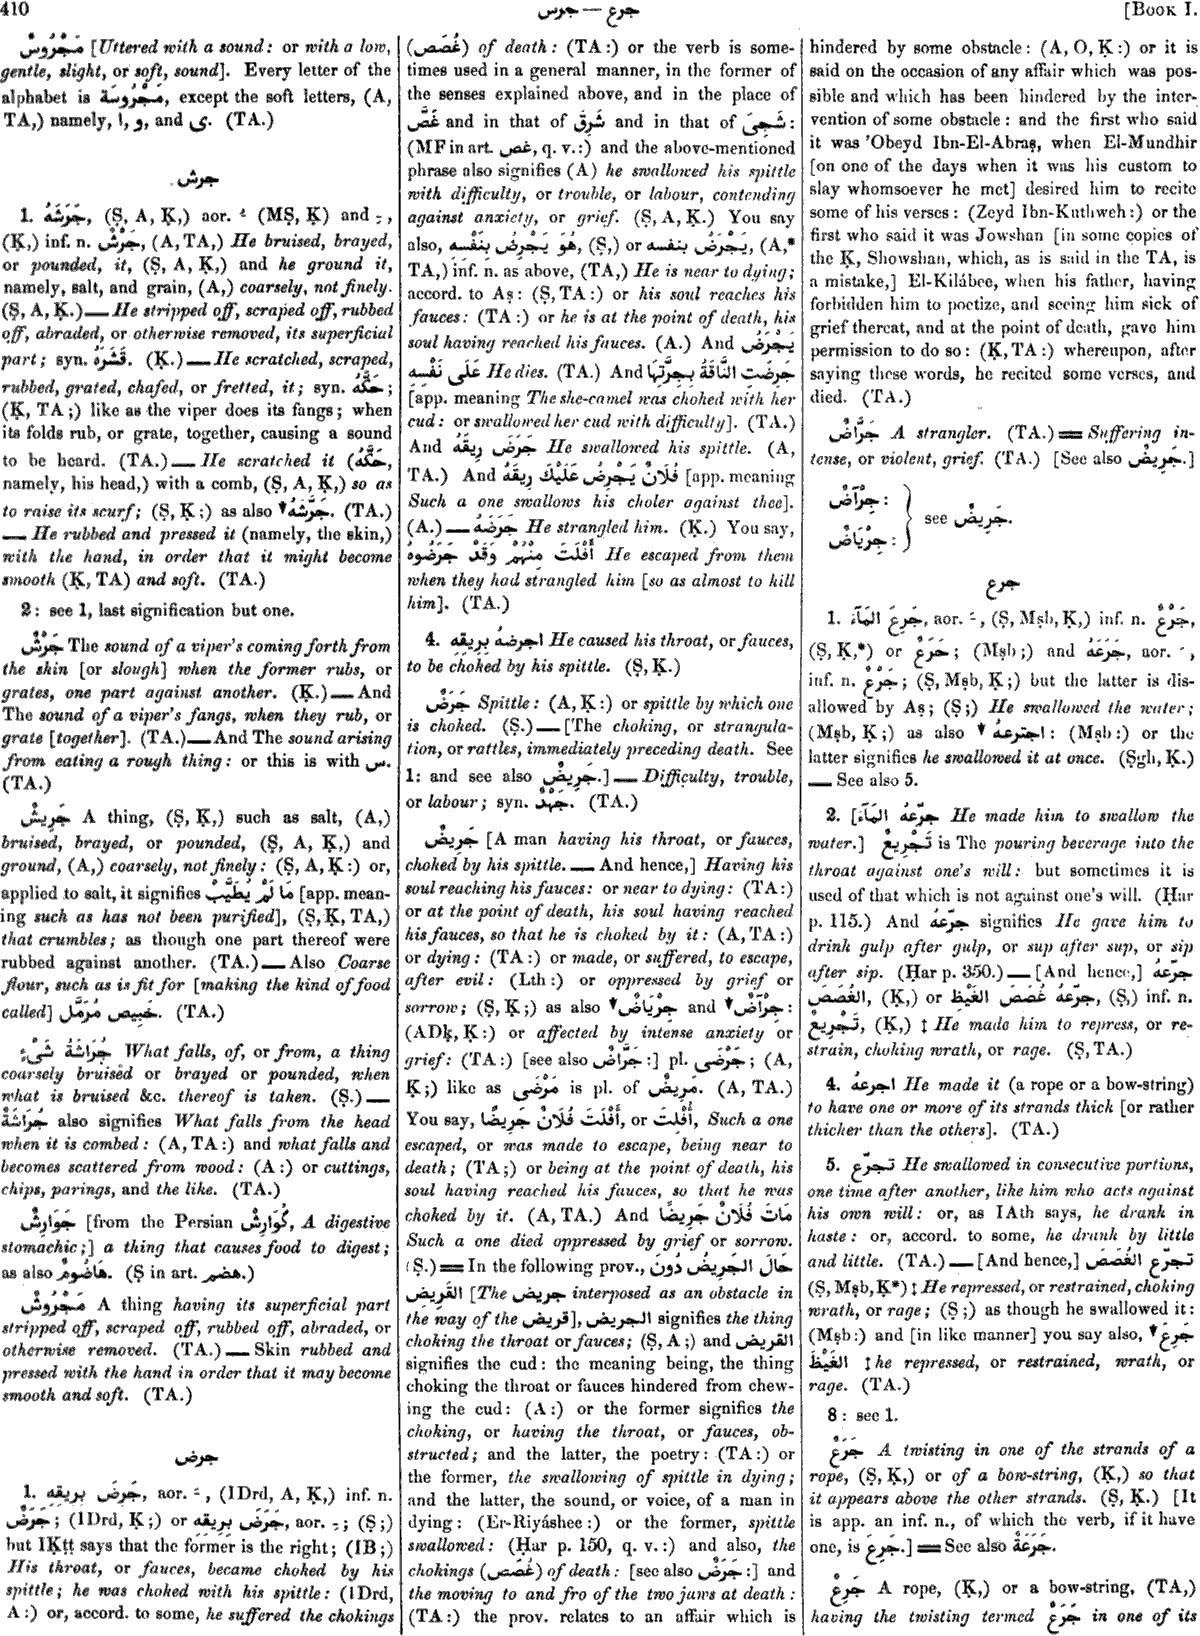 410
جرع — جرس
[Book I.
مَجْرُوسٌ [Uttered with a sound: or with a low,
gentle, slight, or soft, sound]. Every letter of the
alphabet is مَجْرُوسَةٌ, except the soft letters, (A,
TA,) namely, ا, و, and ى. (TA.)
جرش
1. جَرَشَهُ, (Ṣ, A, Ḳ,) aor. ـُ (MṢ, Ḳ) and ـِ,
(Ḳ,) inf. n. جَرْشٌ, (A, TA,) He bruised, brayed,
or pounded, it, (Ṣ, A, Ḳ,) and he ground it,
namely, salt, and grain, (A,) coarsely, not finely.
(Ṣ, A, Ḳ.) — He stripped off, scraped off, rubbed
off, abraded, or otherwise removed, its superficial
part; syn. قَشَرَهُ. (Ḳ.) — He scratched, scraped,
rubbed, grated, chafed, or fretted, it; syn. حَكَّهُ;
(Ḳ, TA;) like as the viper does its fangs; when
its folds rub, or grate, together, causing a sound
to be heard. (TA.) — He scratched it (حَكَّهُ,
namely, his head,) with a comb, (Ṣ, A, Ḳ,) so as
to raise its scurf; (Ṣ, Ḳ;) as also ▼ جَرَّشَهُ. (TA.)
— He rubbed and pressed it (namely, the skin,)
with the hand, in order that it might become
smooth (Ḳ, TA) and soft. (TA.)
2: see 1, last signification but one.
جَرْشٌ The sound of a viper's coming forth from
the skin [or slough] when the former rubs, or
grates, one part against another. (Ḳ.) — And
The sound of a viper's fangs, when they rub, or
grate [together]. (TA.) — And The sound arising
from eating a rough thing: or this is with س.
(TA.)
جَرِيشٌ A thing, (Ṣ, Ḳ,) such as salt, (A,)
bruised, brayed, or pounded, (Ṣ, A, Ḳ,) and
ground, (A,) coarsely, not finely: (Ṣ, A, Ḳ:) or,
applied to salt, it signifies مَا لَمْ يُطَيَّبْ [app. mean-
ing such as has not been purified], (Ṣ, Ḳ, TA,)
that crumbles; as though one part thereof were
rubbed against another. (TA.) — Also Coarse
flour, such as is fit for [making the kind of food
called] خَبِيص مُرَمَّل. (TA.)
جُرَاشَةُ شَىْءٍ What falls, of, or from, a thing
coarsely bruised or brayed or pounded, when
what is bruised &c. thereof is taken. (Ṣ.) —
جُرَاشَةٌ also signifies What falls from the head
when it is combed: (A, TA:) and what falls and
becomes scattered from wood: (A:) or cuttings,
chips, parings, and the like. (TA.)
جَوَارِشٌ [from the Persian كُوَارِشْ, A digestive
stomachic;] a thing that causes food to digest;
as also هَاضُومٌ. (Ṣ in art. هضم.)
مَجْرُوشٌ A thing having its superficial part
stripped off, scraped off, rubbed off, abraded, or
otherwise removed. (TA.) — Skin rubbed and
pressed with the hand in order that it may become
smooth and soft. (TA.)
جرض
1. جَرِضَ بِرِيقِهِ, aor. ـَ, (IDrd, A, Ḳ,) inf. n.
جَرَضٌ; (IDrd, Ḳ;) or جَرَضَ بِرِيقِهِ, aor. ـِ; (Ṣ;)
but IḲṭṭ says that the former is the right; (IB;)
His throat, or fauces, became choked by his
spittle; he was choked with his spittle: (IDrd,
A:) or, accord. to some, he suffered the chokings
(غُصَص) of death: (TA:) or the verb is some-
times used in a general manner, in the former of
the senses explained above, and in the place of
غَصَّ and in that of شَرِقَ and in that of شَجِىَ:
(MF in art. غص, q. v.:) and the above-mentioned
phrase also signifies (A) he swallowed his spittle
with difficulty, or trouble, or labour, contending
against anxiety, or grief. (Ṣ, A, Ḳ.) You say
also, هُوَ يَجْرِضُ بِنَفْسِهِ, (Ṣ,) or يَجْرَضُ بنفسه, (A,*
TA,) inf. n. as above, (TA,) He is near to dying;
accord. to Aṣ: (Ṣ, TA:) or his soul reaches his
fauces: (TA:) or he is at the point of death, his
soul having reached his fauces. (A.) And يَجْرَضُ
عَلَى نَفْسِهِ He dies. (TA.) And جَرِضَتِ النَّاقَةُ بِجِرَّتِهَا
[app. meaning The she-camel was choked with her
cud: or swallowed her cud with difficulty]. (TA.)
And جَرَضَ رِيقَهُ He swallowed his spittle. (A,
TA.) And فُلَانٌ يَجْرِضُ عَلَيْكَ رِيقَهُ [app. meaning
Such a one swallows his choler against thee].
(A.) — جَرَضَهُ He strangled him. (Ḳ.) You say,
أَفْلَتَ مِنْهُمْ وَقَدْ جَرَضُوهُ He escaped from them
when they had strangled him [so as almost to kill
him]. (TA.)
4. اجرضهُ بِرِيقِهِ He caused his throat, or fauces,
to be choked by his spittle. (Ṣ, Ḳ.)
جَرَضٌ Spittle: (A, Ḳ:) or spittle by which one
is choked. (Ṣ.) — [The choking, or strangula-
tion, or rattles, immediately preceding death. See
1: and see also جَرِيضٌ.] — Difficulty, trouble,
or labour; syn. جَهْدٌ. (TA.)
جَرِيضٌ [A man having his throat, or fauces,
choked by his spittle. — And hence,] Having his
soul reaching his fauces: or near to dying: (TA:)
or at the point of death, his soul having reached
his fauces, so that he is choked by it: (A, TA:)
or dying: (TA:) or made, or suffered, to escape,
after evil: (Lth:) or oppressed by grief or
sorrow; (Ṣ, Ḳ;) as also ▼ جِرْيَاضٌ and ▼ جِرْآضٌ:
(ADḳ, Ḳ:) or affected by intense anxiety or
grief: (TA:) [see also جَرَّاضٌ:] pl. جَرْضَى; (A,
Ḳ;) like as مَرْضَى is pl. of مَرِيضٌ. (A, TA.)
You say, أَفْلَتَ فُلَانٌ جَرِيضًا, or أُفْلِتَ, Such a one
escaped, or was made to escape, being near to
death; (TA;) or being at the point of death, his
soul having reached his fauces, so that he was
choked by it. (A, TA.) And مَاتَ فُلَانٌ جَرِيضًا
Such a one died oppressed by grief or sorrow.
(Ṣ.) = In the following prov., حَالَ الجَرِيضُ دُونَ
القَرِيضِ [The جريض interposed as an obstacle in
the way of the قريض], الجريض signifies the thing
choking the throat or fauces; (Ṣ, A;) and القريض
signifies the cud: the meaning being, the thing
choking the throat or fauces hindered from chew-
ing the cud: (A:) or the former signifies the
choking, or having the throat, or fauces, ob-
structed; and the latter, the poetry: (TA:) or
the former, the swallowing of spittle in dying;
and the latter, the sound, or voice, of a man in
dying: (Er-Riyáshee:) or the former, spittle
swallowed: (Ḥar p. 150, q. v.:) and also, the
chokings (غُصَص) of death: [see also جَرَضٌ:] and
the moving to and fro of the two jaws at death:
(TA:) the prov. relates to an affair which is
hindered by some obstacle: (A, O, Ḳ:) or it is
said on the occasion of any affair which was pos-
sible and which has been hindered by the inter-
vention of some obstacle: and the first who said
it was 'Obeyd Ibn-El-Abraṣ, when El-Mundhir
[on one of the days when it was his custom to
slay whomsoever he met] desired him to recite
some of his verses: (Zeyd Ibn-Kuthweh:) or the
first who said it was Jowshan [in some copies of
the Ḳ, Showshan, which, as is said in the TA, is
a mistake,] El-Kilábee, when his father, having
forbidden him to poetize, and seeing him sick of
grief thereat, and at the point of death, gave him
permission to do so: (Ḳ, TA:) whereupon, after
saying these words, he recited some verses, and
died. (TA.)
جَرَّاضٌ A strangler. (TA.) = Suffering in-
tense, or violent, grief. (TA.) [See also جَرِيضٌ.]
جِرْآضٌ:
جِرْيَاضٌ:
see جَرِيضٌ.
جرع
1. جَرِعَ المَآءَ, aor. ـَ, (Ṣ, Mṣb, Ḳ,) inf. n. جَرْعٌ,
(Ṣ, Ḳ,*) or جَرَعٌ; (Mṣb;) and جَرَعَهُ, aor. ـَ,
inf. n. جَرْعٌ; (Ṣ, Mṣb, Ḳ;) but the latter is dis-
allowed by Aṣ; (Ṣ;) He swallowed the water;
(Mṣb, Ḳ;) as also ▼ اجترعهُ: (Mṣb:) or the
latter signifies he swallowed it at once. (Ṣgh, Ḳ.)
— See also 5.
2. [جرّعهُ المَآءَ He made him to swallow the
water.] تَجْرِيعٌ is The pouring beverage into the
throat against one's will: but sometimes it is
used of that which is not against one's will. (Ḥar
p. 115.) And جرّعهُ signifies He gave him to
drink gulp after gulp, or sup after sup, or sip
after sip. (Ḥar p. 350.) — [And hence,] جرّعهُ
الغُصَصَ, (Ḳ,) or جرّعهُ غُصَصَ الغَيْظِ, (Ṣ,) inf. n.
تَجْرِيعٌ, (Ḳ,) ‡ He made him to repress, or re-
strain, choking wrath, or rage. (Ṣ, TA.)
4. اجرعهُ He made it (a rope or a bow-string)
to have one or more of its strands thick [or rather
thicker than the others]. (TA.)
5. تجرّع He swallowed in consecutive portions,
one time after another, like him who acts against
his own will: or, as IAth says, he drank in
haste: or, accord. to some, he drank by little
and little. (TA.) — [And hence,] تجرّع الغُصَصَ
(Ṣ, Mṣb, Ḳ*) ‡ He repressed, or restrained, choking
wrath, or rage; (Ṣ;) as though he swallowed it:
(Mṣb:) and [in like manner] you say also, ▼ جَرِعَ
الغَيْظَ ‡ he repressed, or restrained, wrath, or
rage. (TA.)
8: see 1.
جَرَعٌ A twisting in one of the strands of a
rope, (Ṣ, Ḳ,) or of a bow-string, (Ḳ,) so that
it appears above the other strands. (Ṣ, Ḳ.) [It
is app. an inf. n., of which the verb, if it have
one, is جَرِعَ.] = See also جَرَعَةٌ.
جَرِعٌ A rope, (Ḳ,) or a bow-string, (TA,)
having the twisting termed جَرَعٌ in one of its